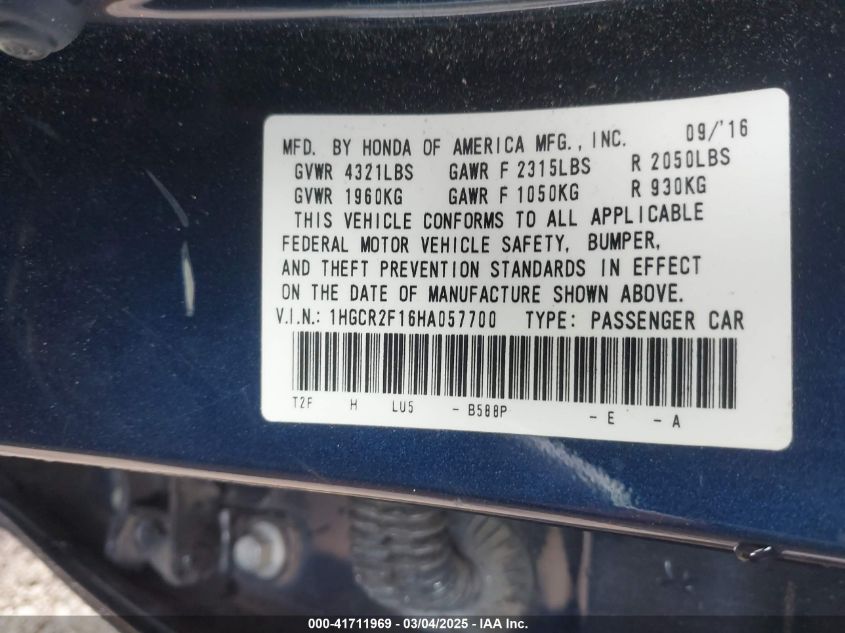 MFD. BY HONDA OF AMERICA MFG., INC. 09/'16
GVWR 4321LBS GAWR F 2315LBS R 2050LBS
GVWR 1960KG GAWR F 1050KG R 930KG
THIS VEHICLE CONFORMS TO ALL APPLICABLE
FEDERAL MOTOR VEHICLE SAFETY, BUMPER,
AND THEFT PREVENTION STANDARDS IN EFFECT
ON THE DATE OF MANUFACTURE SHOWN ABOVE.
V.I.N.: 1HGCR2F16HA057700 TYPE: PASSENGER CAR
T2F H LU5 - B588P - E - A
000-41711969 - 03/04/2025 - IAAI.COM